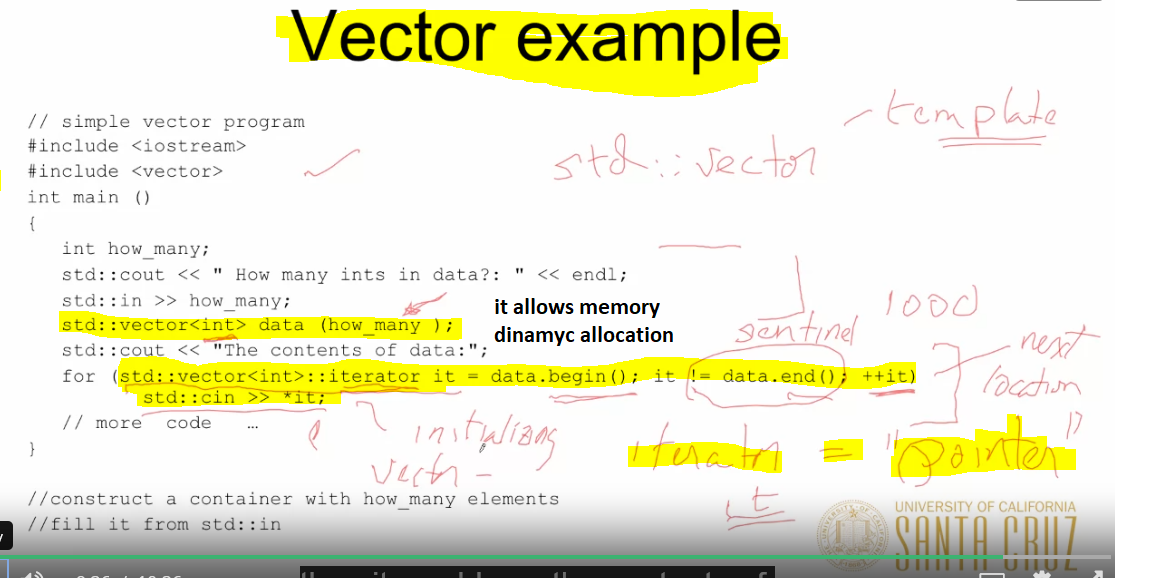 Vector example
template
// simple vector program
#include <iostream>
#include <vector>
std::vector
int main ()
{
int how_many;
std::cout << " How many ints in data?: " << endl;
std::in >> how_many;
it allows memory
dinamyc allocation
1000
std::vector<int> data (how_many );
sentinel
std::cout << "The contents of data:";
next
location
for (std::vector<int>::iterator it = data.begin(); it != data.end(); ++it)
std::cin >> *it;
// more code …
initializing
vectr -
iteratr = "pointer"
}
it
//construct a container with how_many elements
//fill it from std::in
UNIVERSITY OF CALIFORNIA
SANTA CRUZ